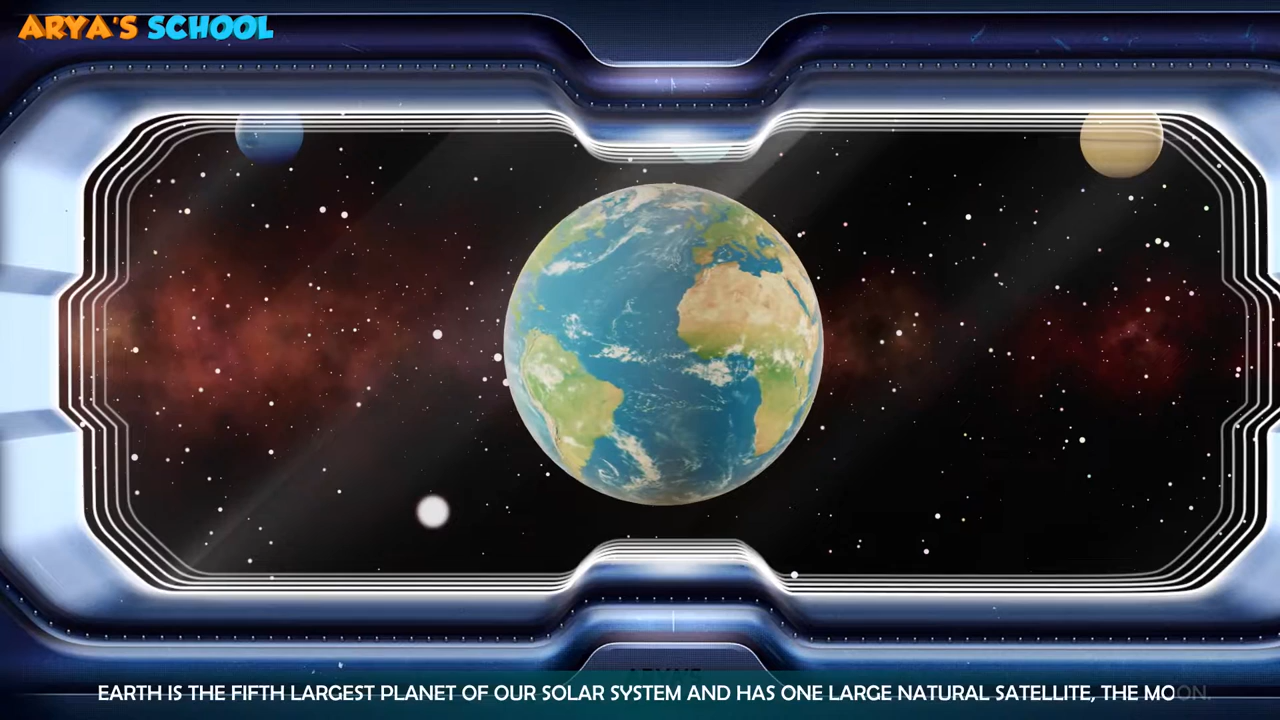 ARYA'S SCHOOL
EARTH IS THE FIFTH LARGEST PLANET OF OUR SOLAR SYSTEM AND HAS ONE LARGE NATURAL SATELLITE, THE MOON.